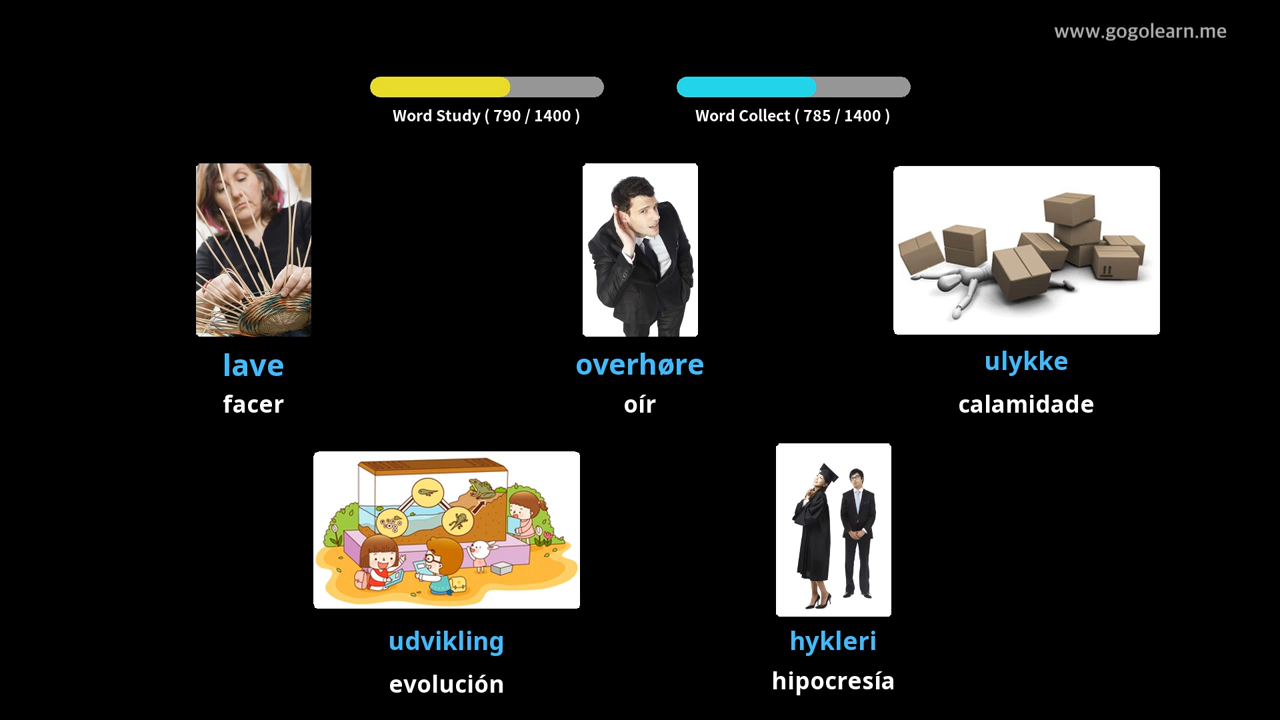 www.gogolearn.me
Word Study ( 790 / 1400 )
Word Collect ( 785 / 1400 )
lave
facer
overhøre
oír
ulykke
calamidade
udvikling
evolución
hykleri
hipocresía